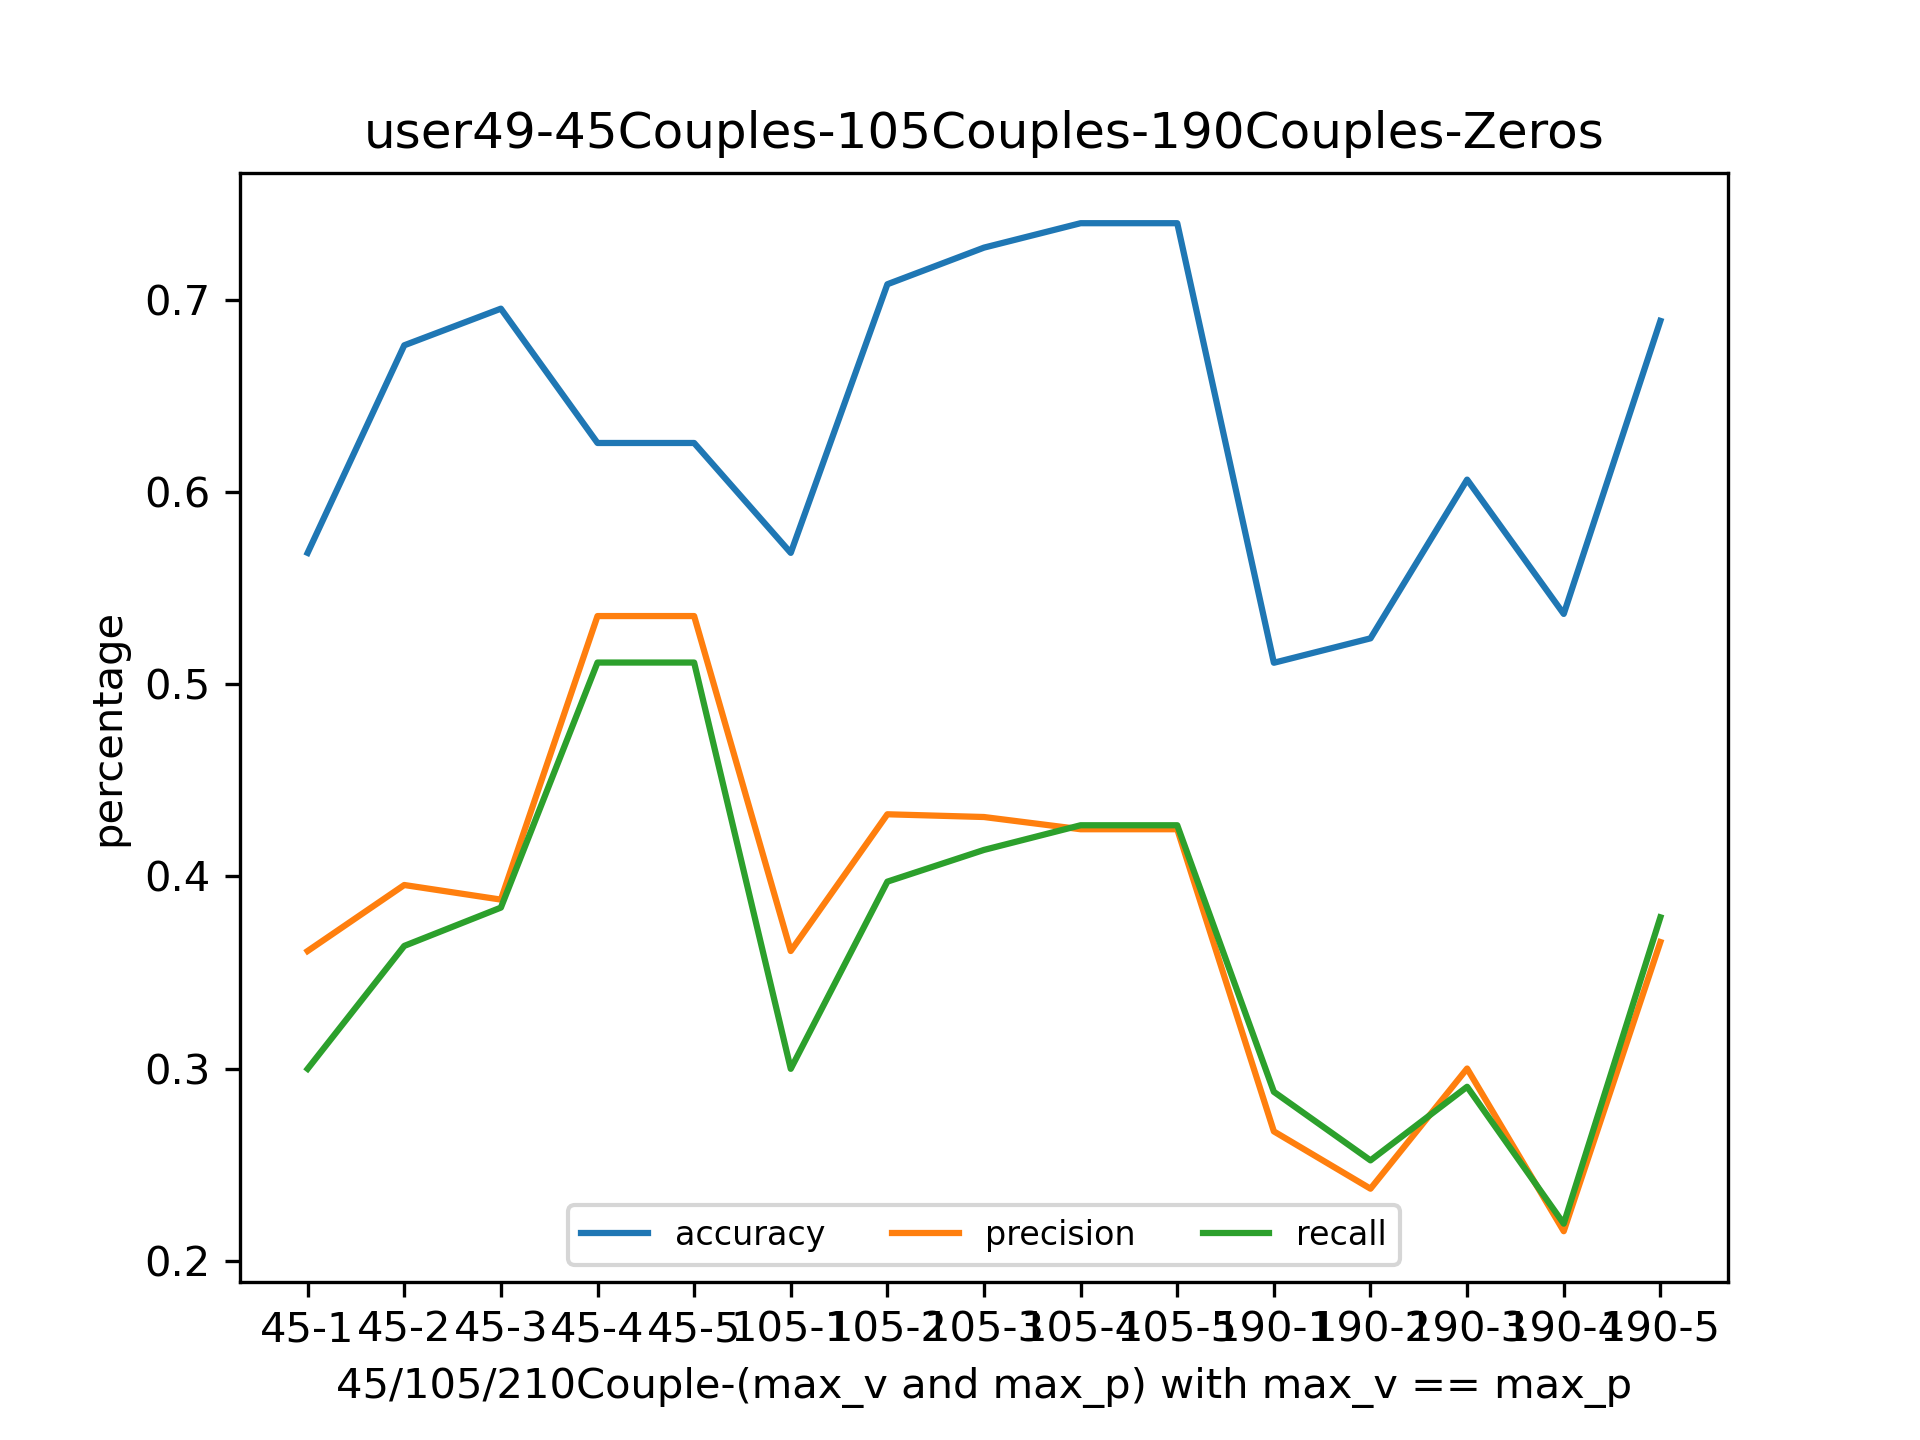 user49-45Couples-105Couples-190Couples-Zeros
percentage
0.7
0.6
0.5
0.4
0.3
0.2
accuracy precision recall
45-1 45-2 45-3 45-4 45-5 105-1 105-2 105-3 105-4 105-5 190-1 190-2 190-3 190-4 190-5
45/105/210Couple-(max_v and max_p) with max_v == max_p